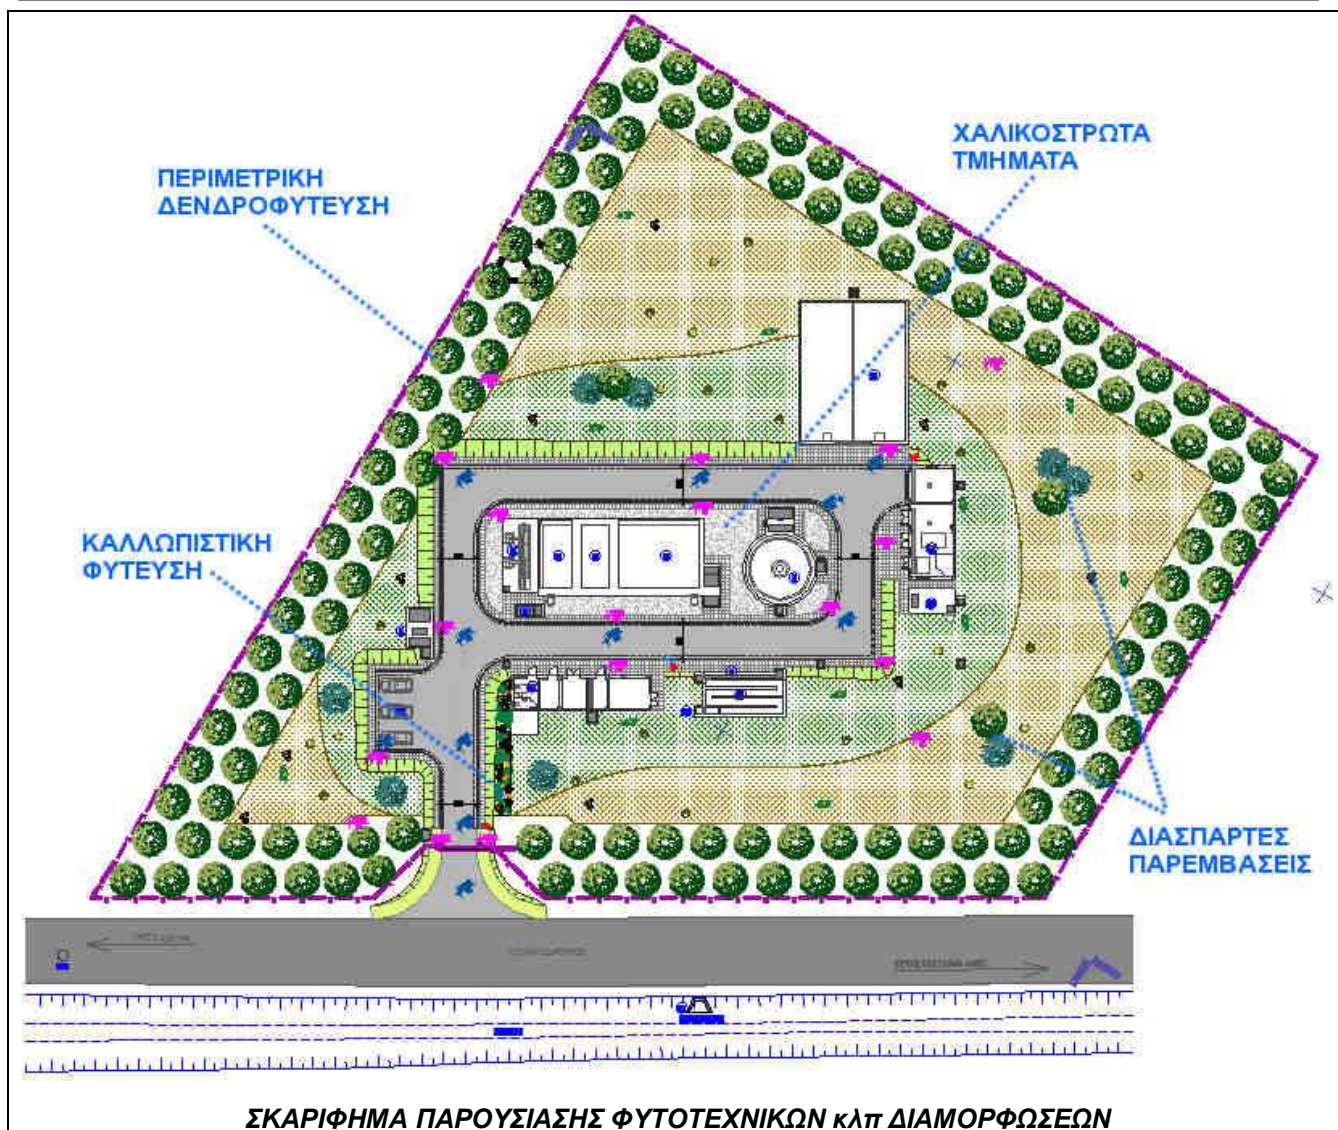 ΧΑΛΙΚΟΣΤΡΩΤΑ
ΤΜΗΜΑΤΑ
ΠΕΡΙΜΕΤΡΙΚΗ
ΔΕΝΔΡΟΦΥΤΕΥΣΗ
ΚΑΛΛΩΠΙΣΤΙΚΗ
ΦΥΤΕΥΣΗ
ΔΙΑΣΠΑΡΤΕΣ
ΠΑΡΕΜΒΑΣΕΙΣ
ΣΚΑΡΙΦΗΜΑ ΠΑΡΟΥΣΙΑΣΗΣ ΦΥΤΟΤΕΧΝΙΚΩΝ κλπ ΔΙΑΜΟΡΦΩΣΕΩΝ